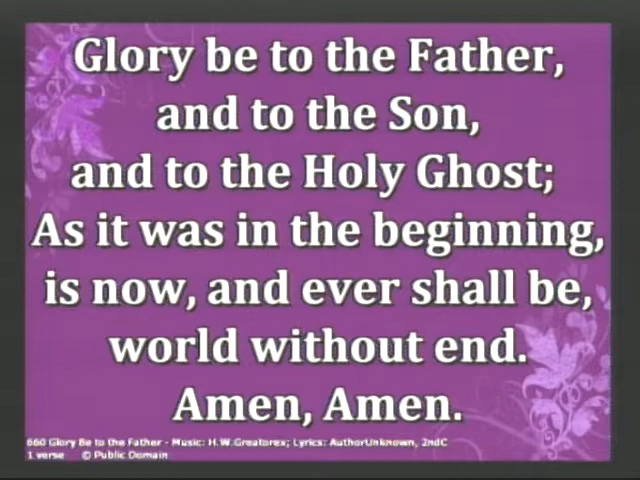 Glory be to the Father,
and to the Son,
and to the Holy Ghost;
As it was in the beginning,
is now, and ever shall be,
world without end.
Amen, Amen.
660 Glory Be to the Father - Music: H.W.Greatorex; Lyrics: AuthorUnknown, 2ndC
1 verse © Public Domain